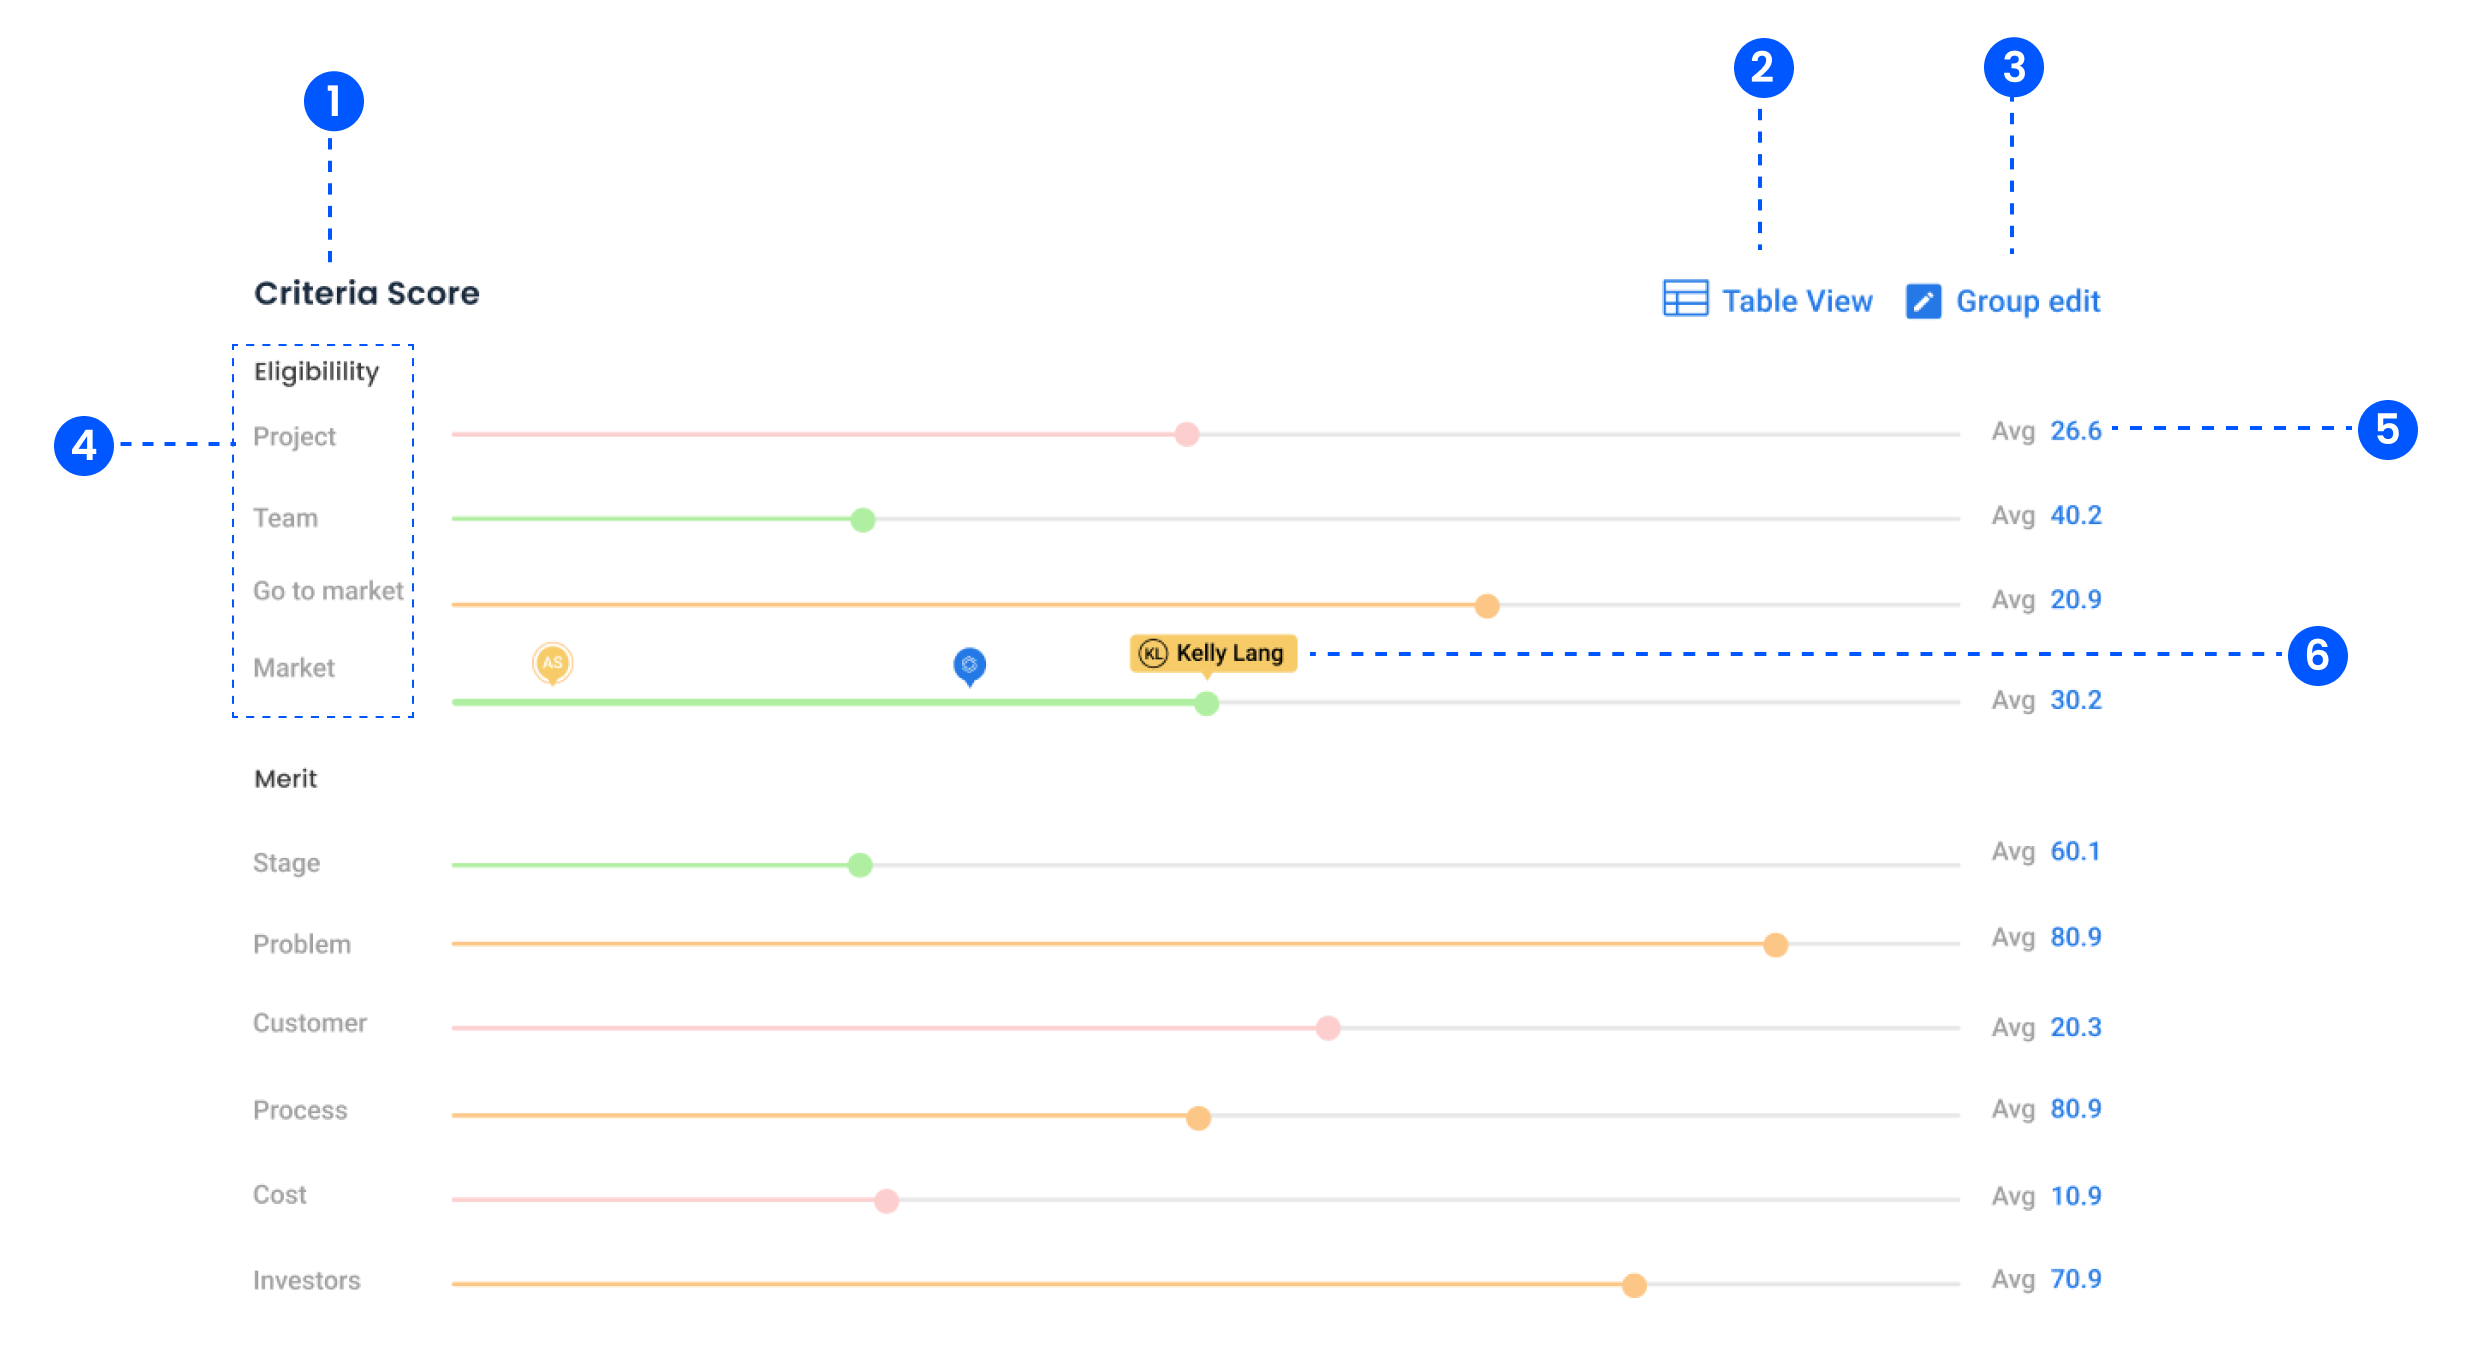 1
2
3
Criteria Score
Table View
Group edit
Eligibilility
4
Project
Avg 26.6
5
Team
Avg 40.2
Go to market
Avg 20.9
Market
AS
KL Kelly Lang
6
Avg 30.2
Merit
Stage
Avg 60.1
Problem
Avg 80.9
Customer
Avg 20.3
Process
Avg 80.9
Cost
Avg 10.9
Investors
Avg 70.9